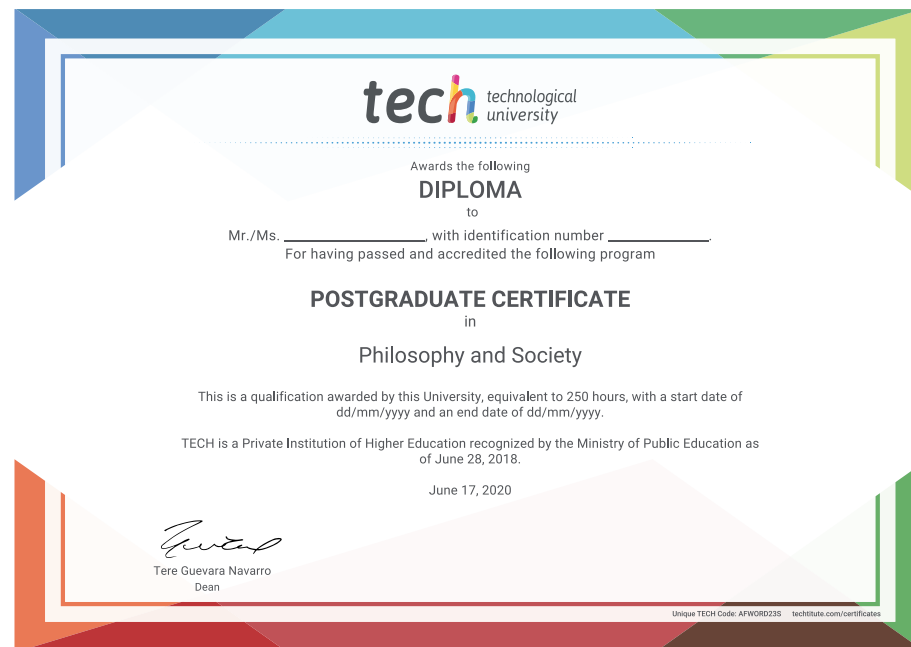 tech technological
university
Awards the following
DIPLOMA
to
Mr./Ms. ____________________, with identification number ______________.
For having passed and accredited the following program
POSTGRADUATE CERTIFICATE
in
Philosophy and Society
This is a qualification awarded by this University, equivalent to 250 hours, with a start date of
dd/mm/yyyy and an end date of dd/mm/yyyy.
TECH is a Private Institution of Higher Education recognized by the Ministry of Public Education as
of June 28, 2018.
June 17, 2020
Tere Guevara Navarro
Dean
Unique TECH Code: AFWORD23S techtitute.com/certificates